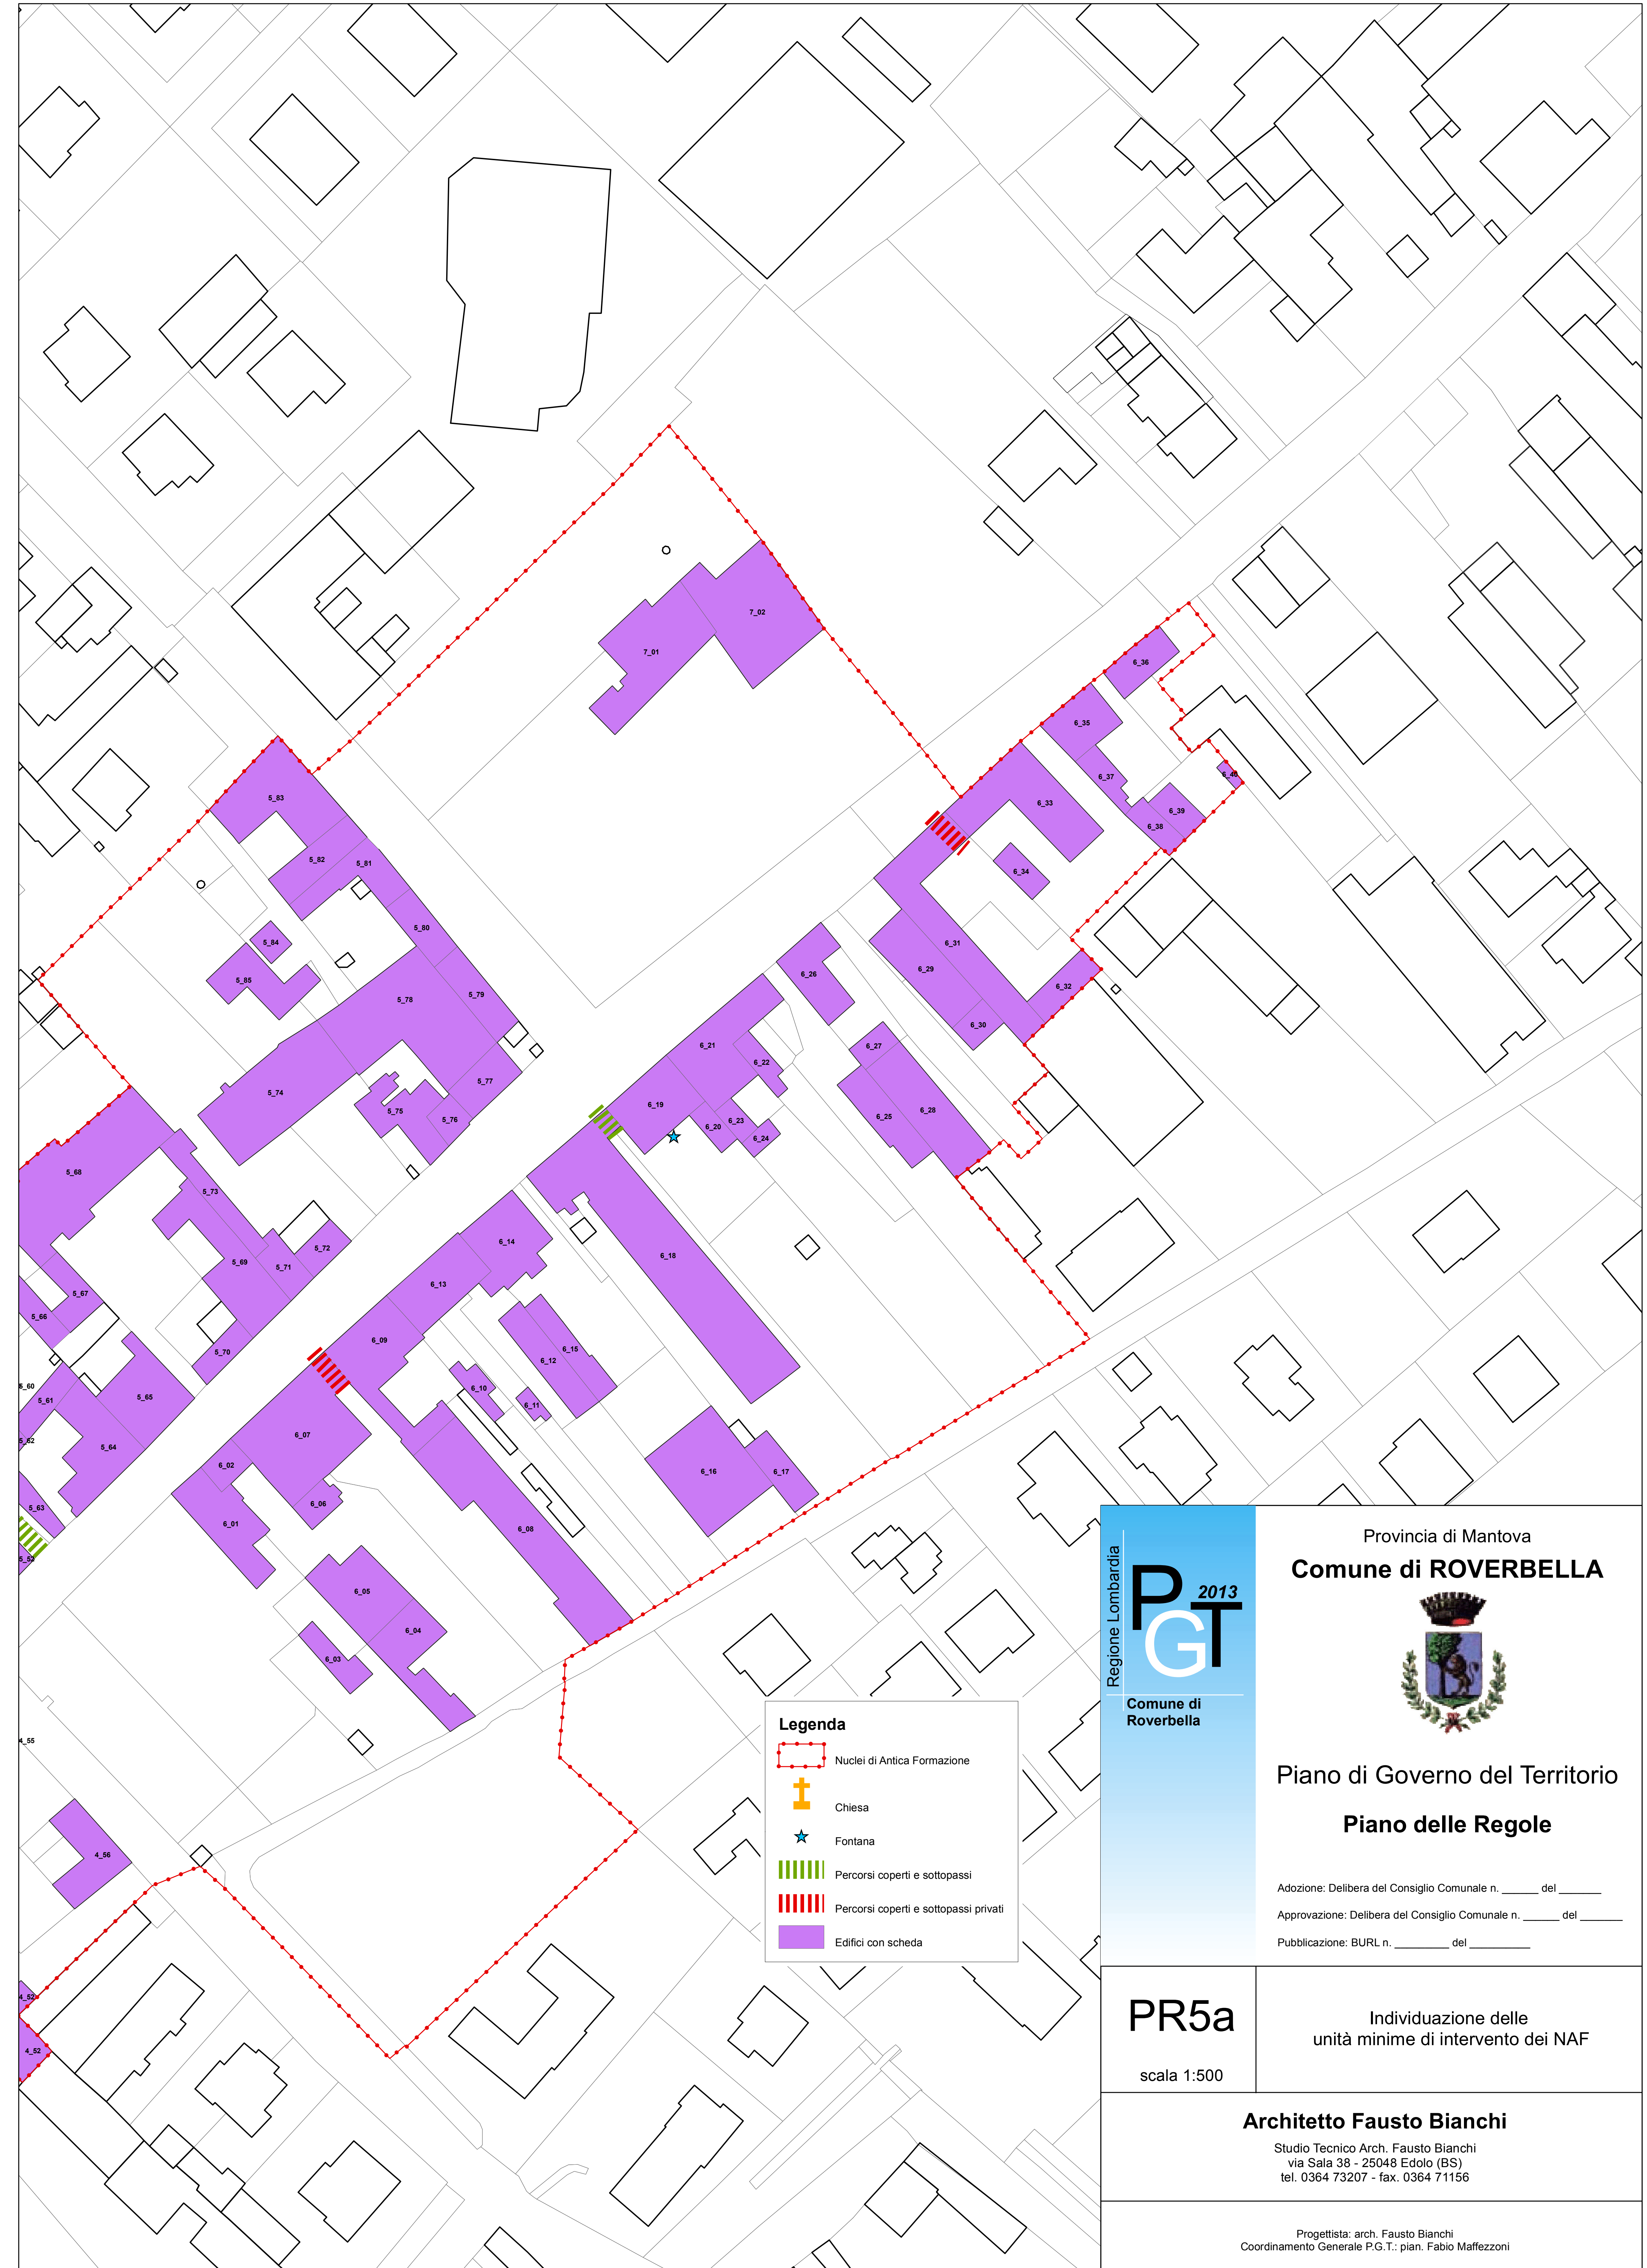 7_02
7_01
6_36
6_35
6_37
6_40
6_33
6_39
6_38
6_34
5_83
5_82
5_81
5_80
5_84
5_85
5_79
5_78
5_74
5_77
5_75
5_76
6_31
6_29
6_32
6_30
6_26
6_21
6_22
6_27
6_19
6_20
6_23
6_24
6_25
6_28
5_68
5_73
5_72
5_69
5_71
5_67
5_66
5_70
5_60
5_61
5_65
5_62
5_64
5_63
5_53
6_14
6_18
6_13
6_09
6_15
6_12
6_10
6_11
6_07
6_02
6_06
6_01
6_16
6_17
6_08
6_05
6_04
6_03
4_55
4_56
4_52
4_52
Legenda
Nuclei di Antica Formazione
Chiesa
Fontana
Percorsi coperti e sottopassi
Percorsi coperti e sottopassi privati
Edifici con scheda
Regione Lombardia
PGT 2013
Comune di
Roverbella
Provincia di Mantova
Comune di ROVERBELLA
Piano di Governo del Territorio
Piano delle Regole
Adozione: Delibera del Consiglio Comunale n. ______ del _______
Approvazione: Delibera del Consiglio Comunale n. ______ del _______
Pubblicazione: BURL n. _________ del __________
PR5a
scala 1:500
Individuazione delle
unità minime di intervento dei NAF
Architetto Fausto Bianchi
Studio Tecnico Arch. Fausto Bianchi
via Sala 38 - 25048 Edolo (BS)
tel. 0364 73207 - fax. 0364 71156
Progettista: arch. Fausto Bianchi
Coordinamento Generale P.G.T.: pian. Fabio Maffezzoni